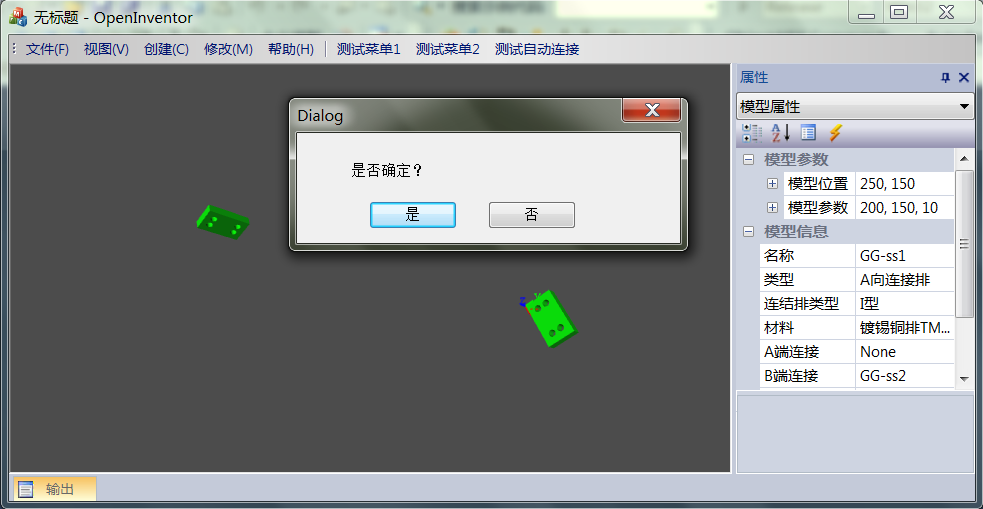 无标题 - OpenInventor
文件(F) 视图(V) 创建(C) 修改(M) 帮助(H) 测试菜单1 测试菜单2 测试自动连接
Dialog
是否确定？
是 否
属性
模型属性
模型参数
模型位置 250, 150
模型参数 200, 150, 10
模型信息
名称 GG-ss1
类型 A向连接排
连结排类型 I型
材料 镀锡铜排TM...
A端连接 None
B端连接 GG-ss2
输出